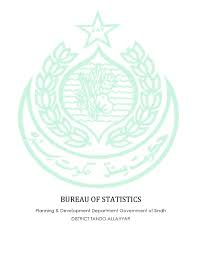 BUREAU OF STATISTICS
Planning & Development Department Government of Sindh
DISTRICT TANDO ALLAHYAR